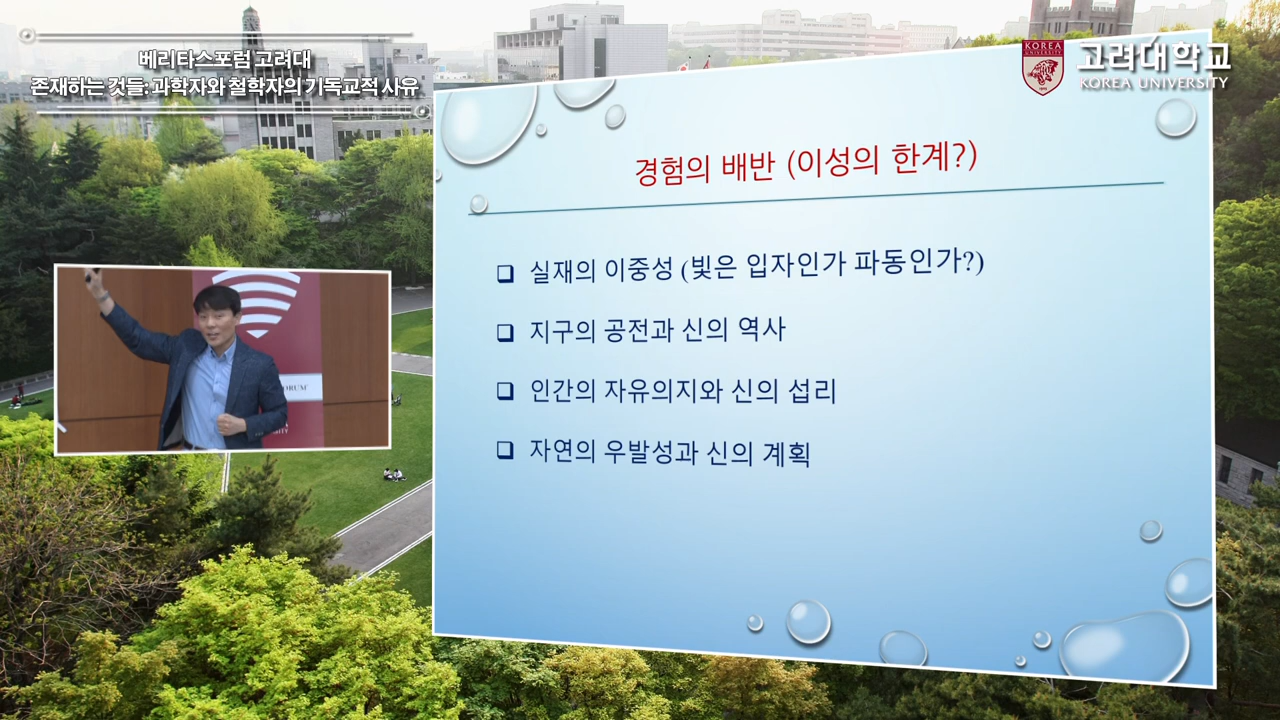 베리타스포럼 고려대
존재하는 것들: 과학자와 철학자의 기독교적 사유
KOREA
UNIVERSITY
고려대학교
KOREA UNIVERSITY
경험의 배반 (이성의 한계?)
❑ 실재의 이중성 (빛은 입자인가 파동인가?)
❑ 지구의 공전과 신의 역사
❑ 인간의 자유의지와 신의 섭리
❑ 자연의 우발성과 신의 계획